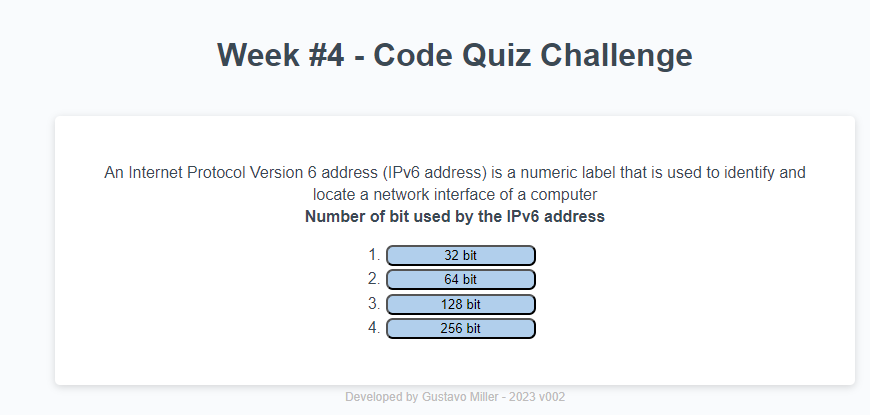 Week #4 - Code Quiz Challenge
An Internet Protocol Version 6 address (IPv6 address) is a numeric label that is used to identify and
locate a network interface of a computer
Number of bit used by the IPv6 address
1. 32 bit
2. 64 bit
3. 128 bit
4. 256 bit
Developed by Gustavo Miller - 2023 v002